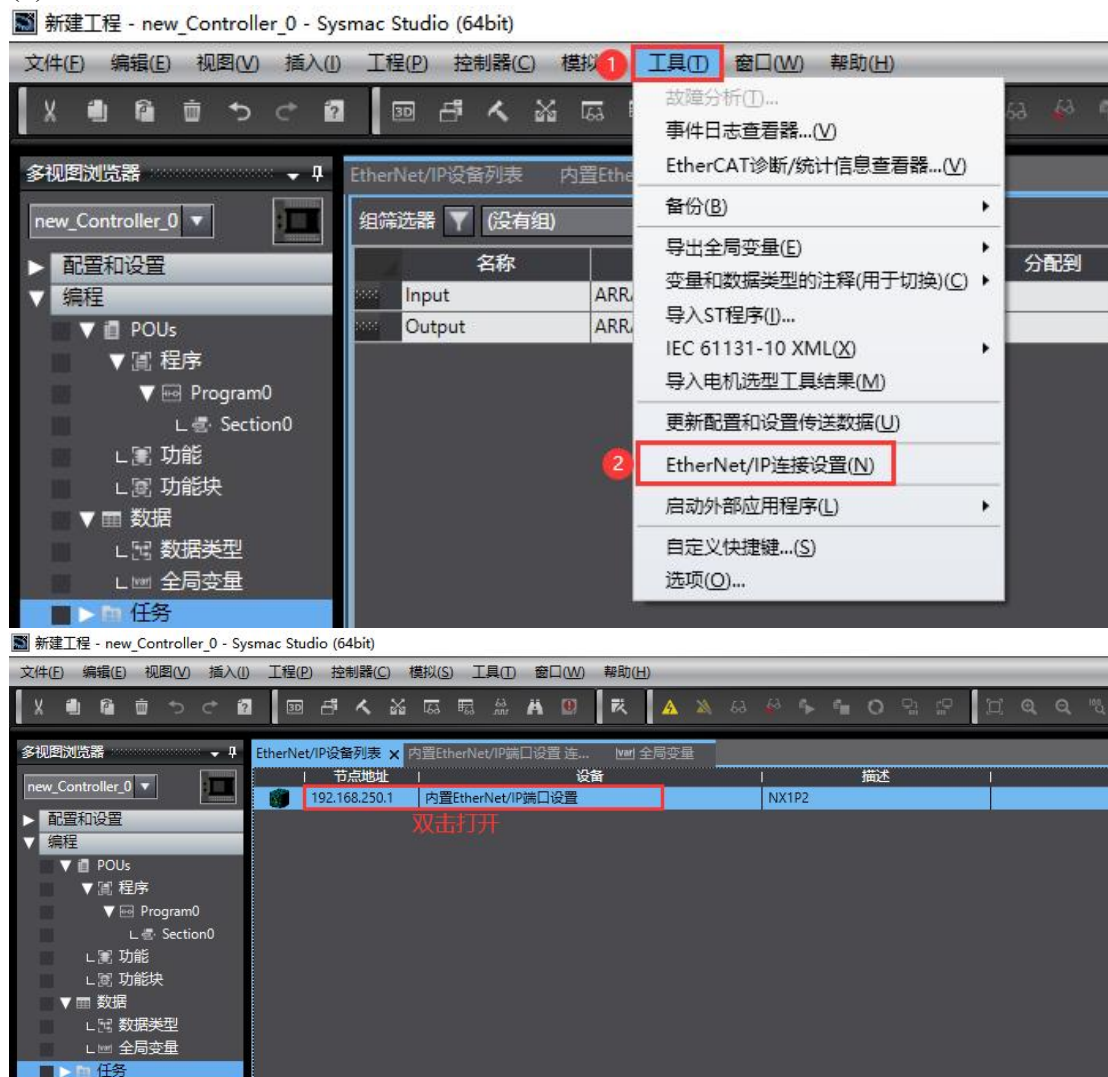 新建工程 - new_Controller_0 - Sysmac Studio (64bit)
文件(F) 编辑(E) 视图(V) 插入(I) 工程(P) 控制器(C) 模拟 1 工具(T) 窗口(W) 帮助(H)
3D
故障分析(T)...
事件日志查看器...(V)
多视图浏览器
EtherNet/IP设备列表 内置Ethe
EtherCAT诊断/统计信息查看器...(V)
new_Controller_0
组筛选器 (没有组)
备份(B)
配置和设置
名称
导出全局变量(E)
分配到
编程
Input ARRA
变量和数据类型的注释(用于切换)(C)
POUs
Output ARRA
导入ST程序(I)...
程序
IEC 61131-10 XML(X)
Program0
导入电机选型工具结果(M)
Section0
更新配置和设置传送数据(U)
功能
2 EtherNet/IP连接设置(N)
功能块
启动外部应用程序(L)
数据
数据类型
自定义快捷键...(S)
var 全局变量
选项(O)...
任务
新建工程 - new_Controller_0 - Sysmac Studio (64bit)
文件(F) 编辑(E) 视图(V) 插入(I) 工程(P) 控制器(C) 模拟(S) 工具(T) 窗口(W) 帮助(H)
3D
多视图浏览器
EtherNet/IP设备列表 x 内置EtherNet/IP端口设置 连... var 全局变量
节点地址 设备 描述
new_Controller_0
192.168.250.1 内置EtherNet/IP端口设置 NX1P2
配置和设置
双击打开
编程
POUs
程序
Program0
Section0
功能
功能块
数据
数据类型
var 全局变量
任务